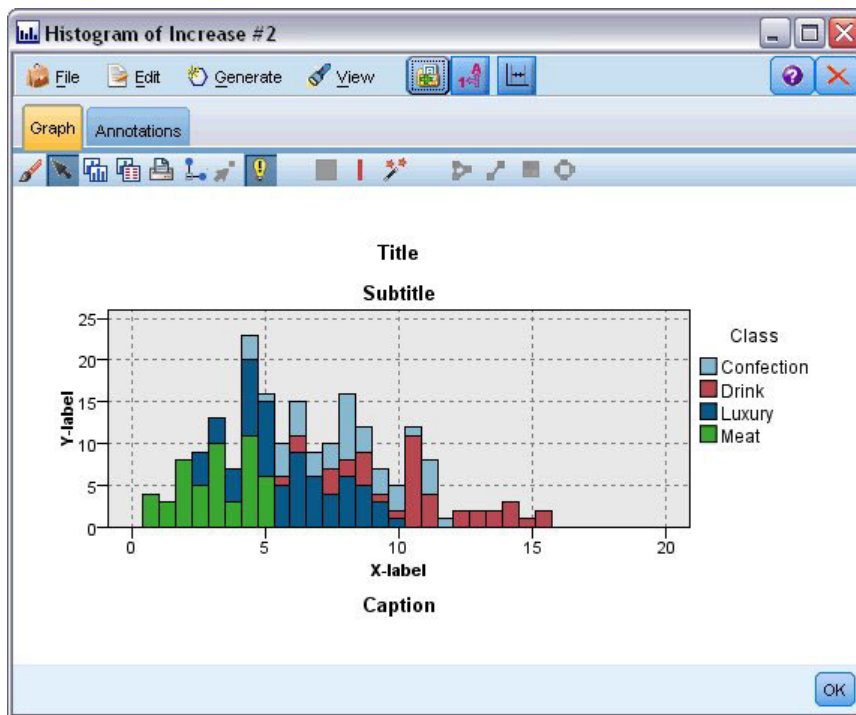 Histogram of Increase #2
File Edit Generate View
Graph Annotations
Title
Subtitle
25
20
15
10
5
0
Y-label
0 5 10 15 20
X-label
Caption
Class
Confection
Drink
Luxury
Meat
OK